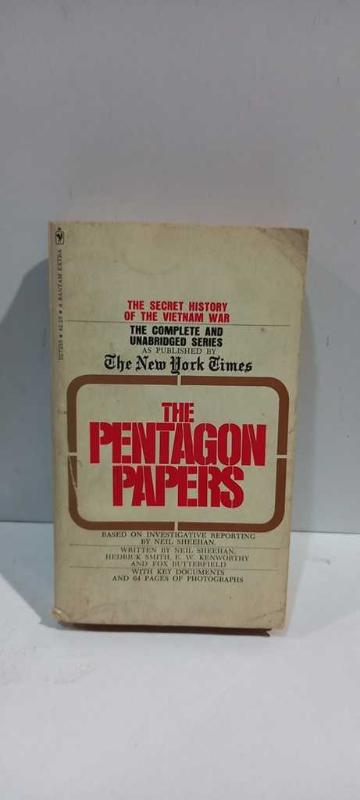 THE SECRET HISTORY
OF THE VIETNAM WAR
THE COMPLETE AND
UNABRIDGED SERIES
AS PUBLISHED BY
The New York Times
THE
PENTAGON
PAPERS
BASED ON INVESTIGATIVE REPORTING
BY NEIL SHEEHAN.
WRITTEN BY NEIL SHEEHAN,
HEDRICK SMITH, E. W. KENWORTHY
AND FOX BUTTERFIELD
WITH KEY DOCUMENTS
AND 64 PAGES OF PHOTOGRAPHS
A BANTAM EXTRA